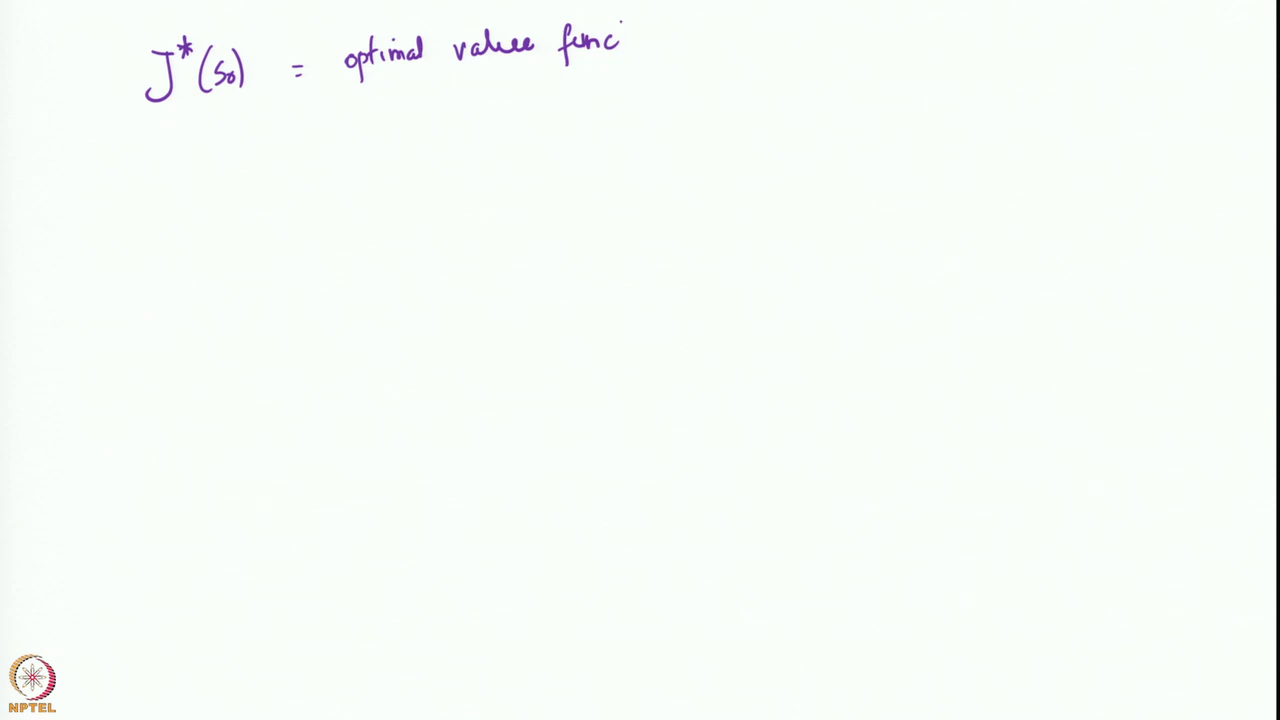 J*(s₀) = optimal value func
NPTEL